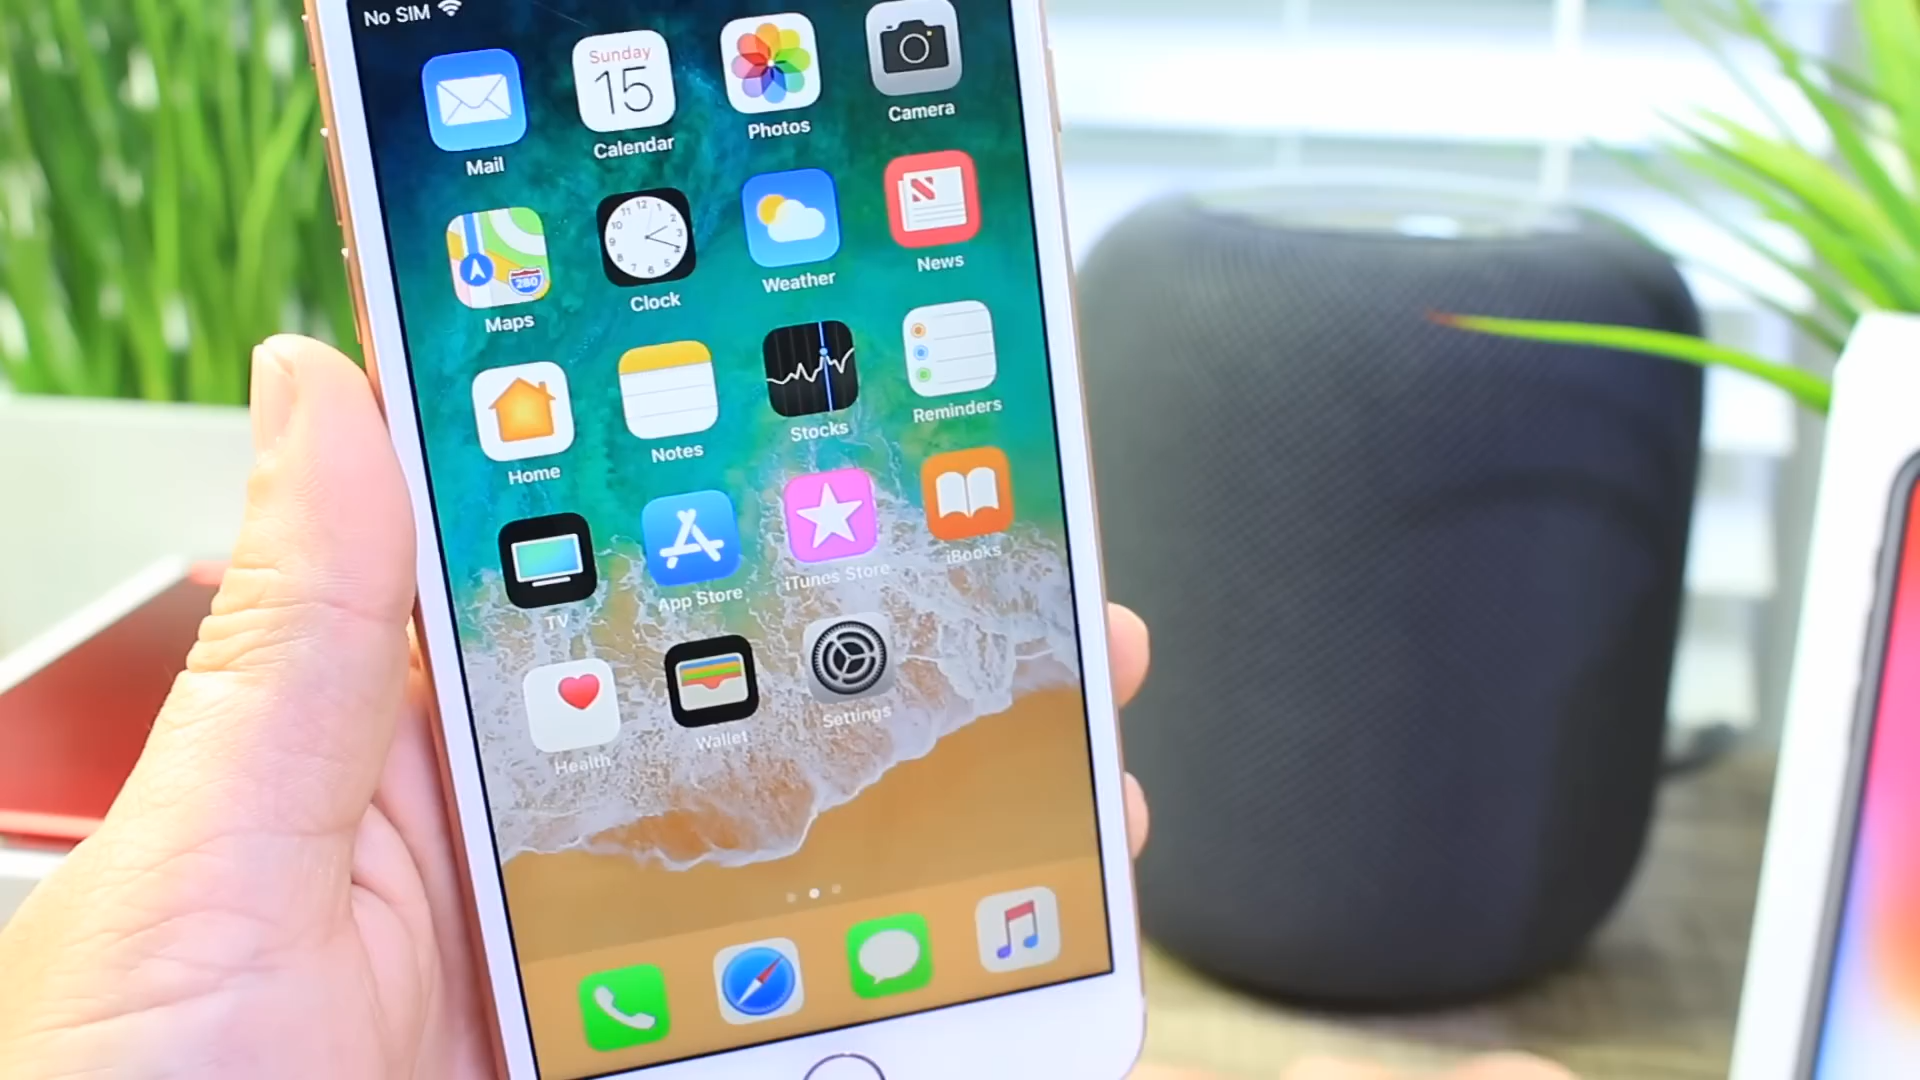 No SIM
Sunday
15
Mail
Calendar
Photos
Camera
280
Maps
Clock
Weather
News
Home
Notes
Stocks
Reminders
TV
App Store
iTunes Store
iBooks
Health
Wallet
Settings